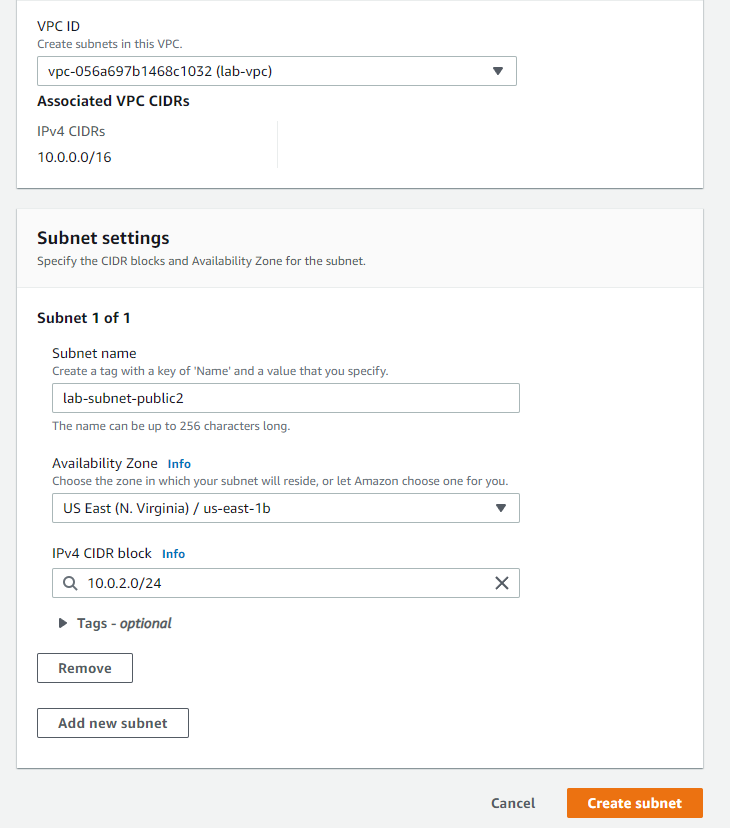 VPC ID
Create subnets in this VPC.
vpc-056a697b1468c1032 (lab-vpc)
Associated VPC CIDRs
IPv4 CIDRs
10.0.0.0/16
Subnet settings
Specify the CIDR blocks and Availability Zone for the subnet.
Subnet 1 of 1
Subnet name
Create a tag with a key of 'Name' and a value that you specify.
lab-subnet-public2
The name can be up to 256 characters long.
Availability Zone Info
Choose the zone in which your subnet will reside, or let Amazon choose one for you.
US East (N. Virginia) / us-east-1b
IPv4 CIDR block Info
10.0.2.0/24
Tags - optional
Remove
Add new subnet
Cancel Create subnet